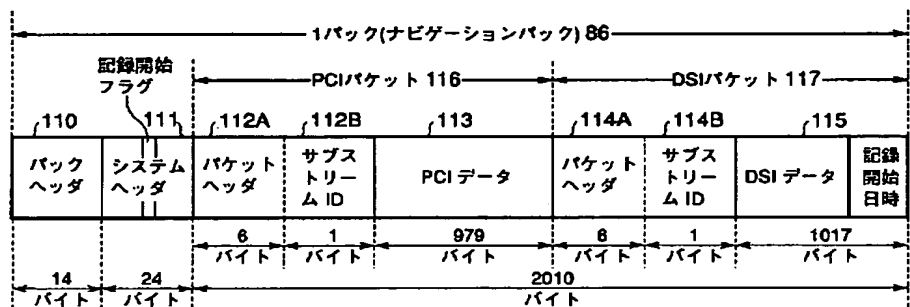 1パック(ナビゲーションパック) 86
記録開始
フラグ
PCIパケット 116
DSIパケット 117
110
111
112A
112B
113
114A
114B
115
パック
ヘッダ
システム
ヘッダ
パケット
ヘッダ
サブス
トリー
ム ID
PCI データ
パケット
ヘッダ
サブス
トリー
ム ID
DSI データ
記録
開始
日時
6
バイト
1
バイト
979
バイト
6
バイト
1
バイト
1017
バイト
14
バイト
24
バイト
2010
バイト